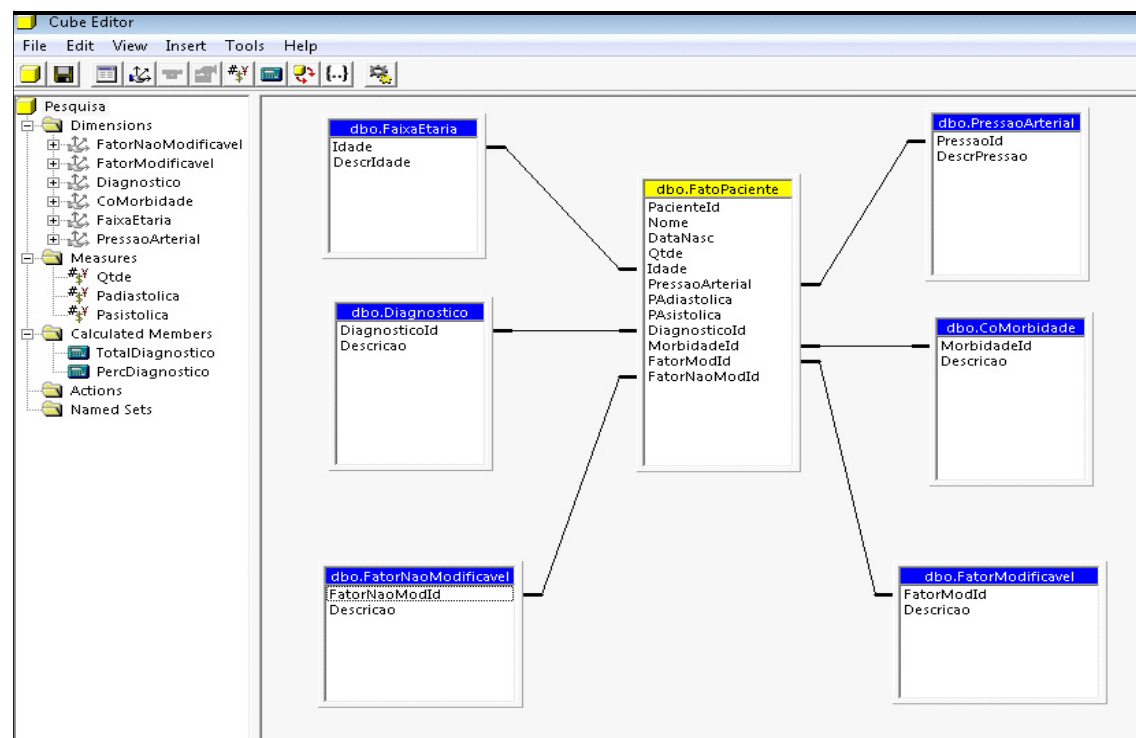 Cube Editor
File Edit View Insert Tools Help
Pesquisa
Dimensions
FatorNaoModificavel
FatorModificavel
Diagnostico
CoMorbidade
FaixaEtaria
PressaoArterial
Measures
Qtde
Padiastolica
Pasistolica
Calculated Members
TotalDiagnostico
PercDiagnostico
Actions
Named Sets
dbo.FaixaEtaria
Idade
DescrIdade
dbo.Diagnostico
DiagnosticoId
Descricao
dbo.FatorNaoModificavel
FatorNaoModId
Descricao
dbo.FatoPaciente
PacienteId
Nome
DataNasc
Qtde
Idade
PressaoArterial
PAdiastolica
PAsistolica
DiagnosticoId
MorbidadeId
FatorModId
FatorNaoModId
dbo.PressaoArterial
PressaoId
DescrPressao
dbo.CoMorbidade
MorbidadeId
Descricao
dbo.FatorModificavel
FatorModId
Descricao